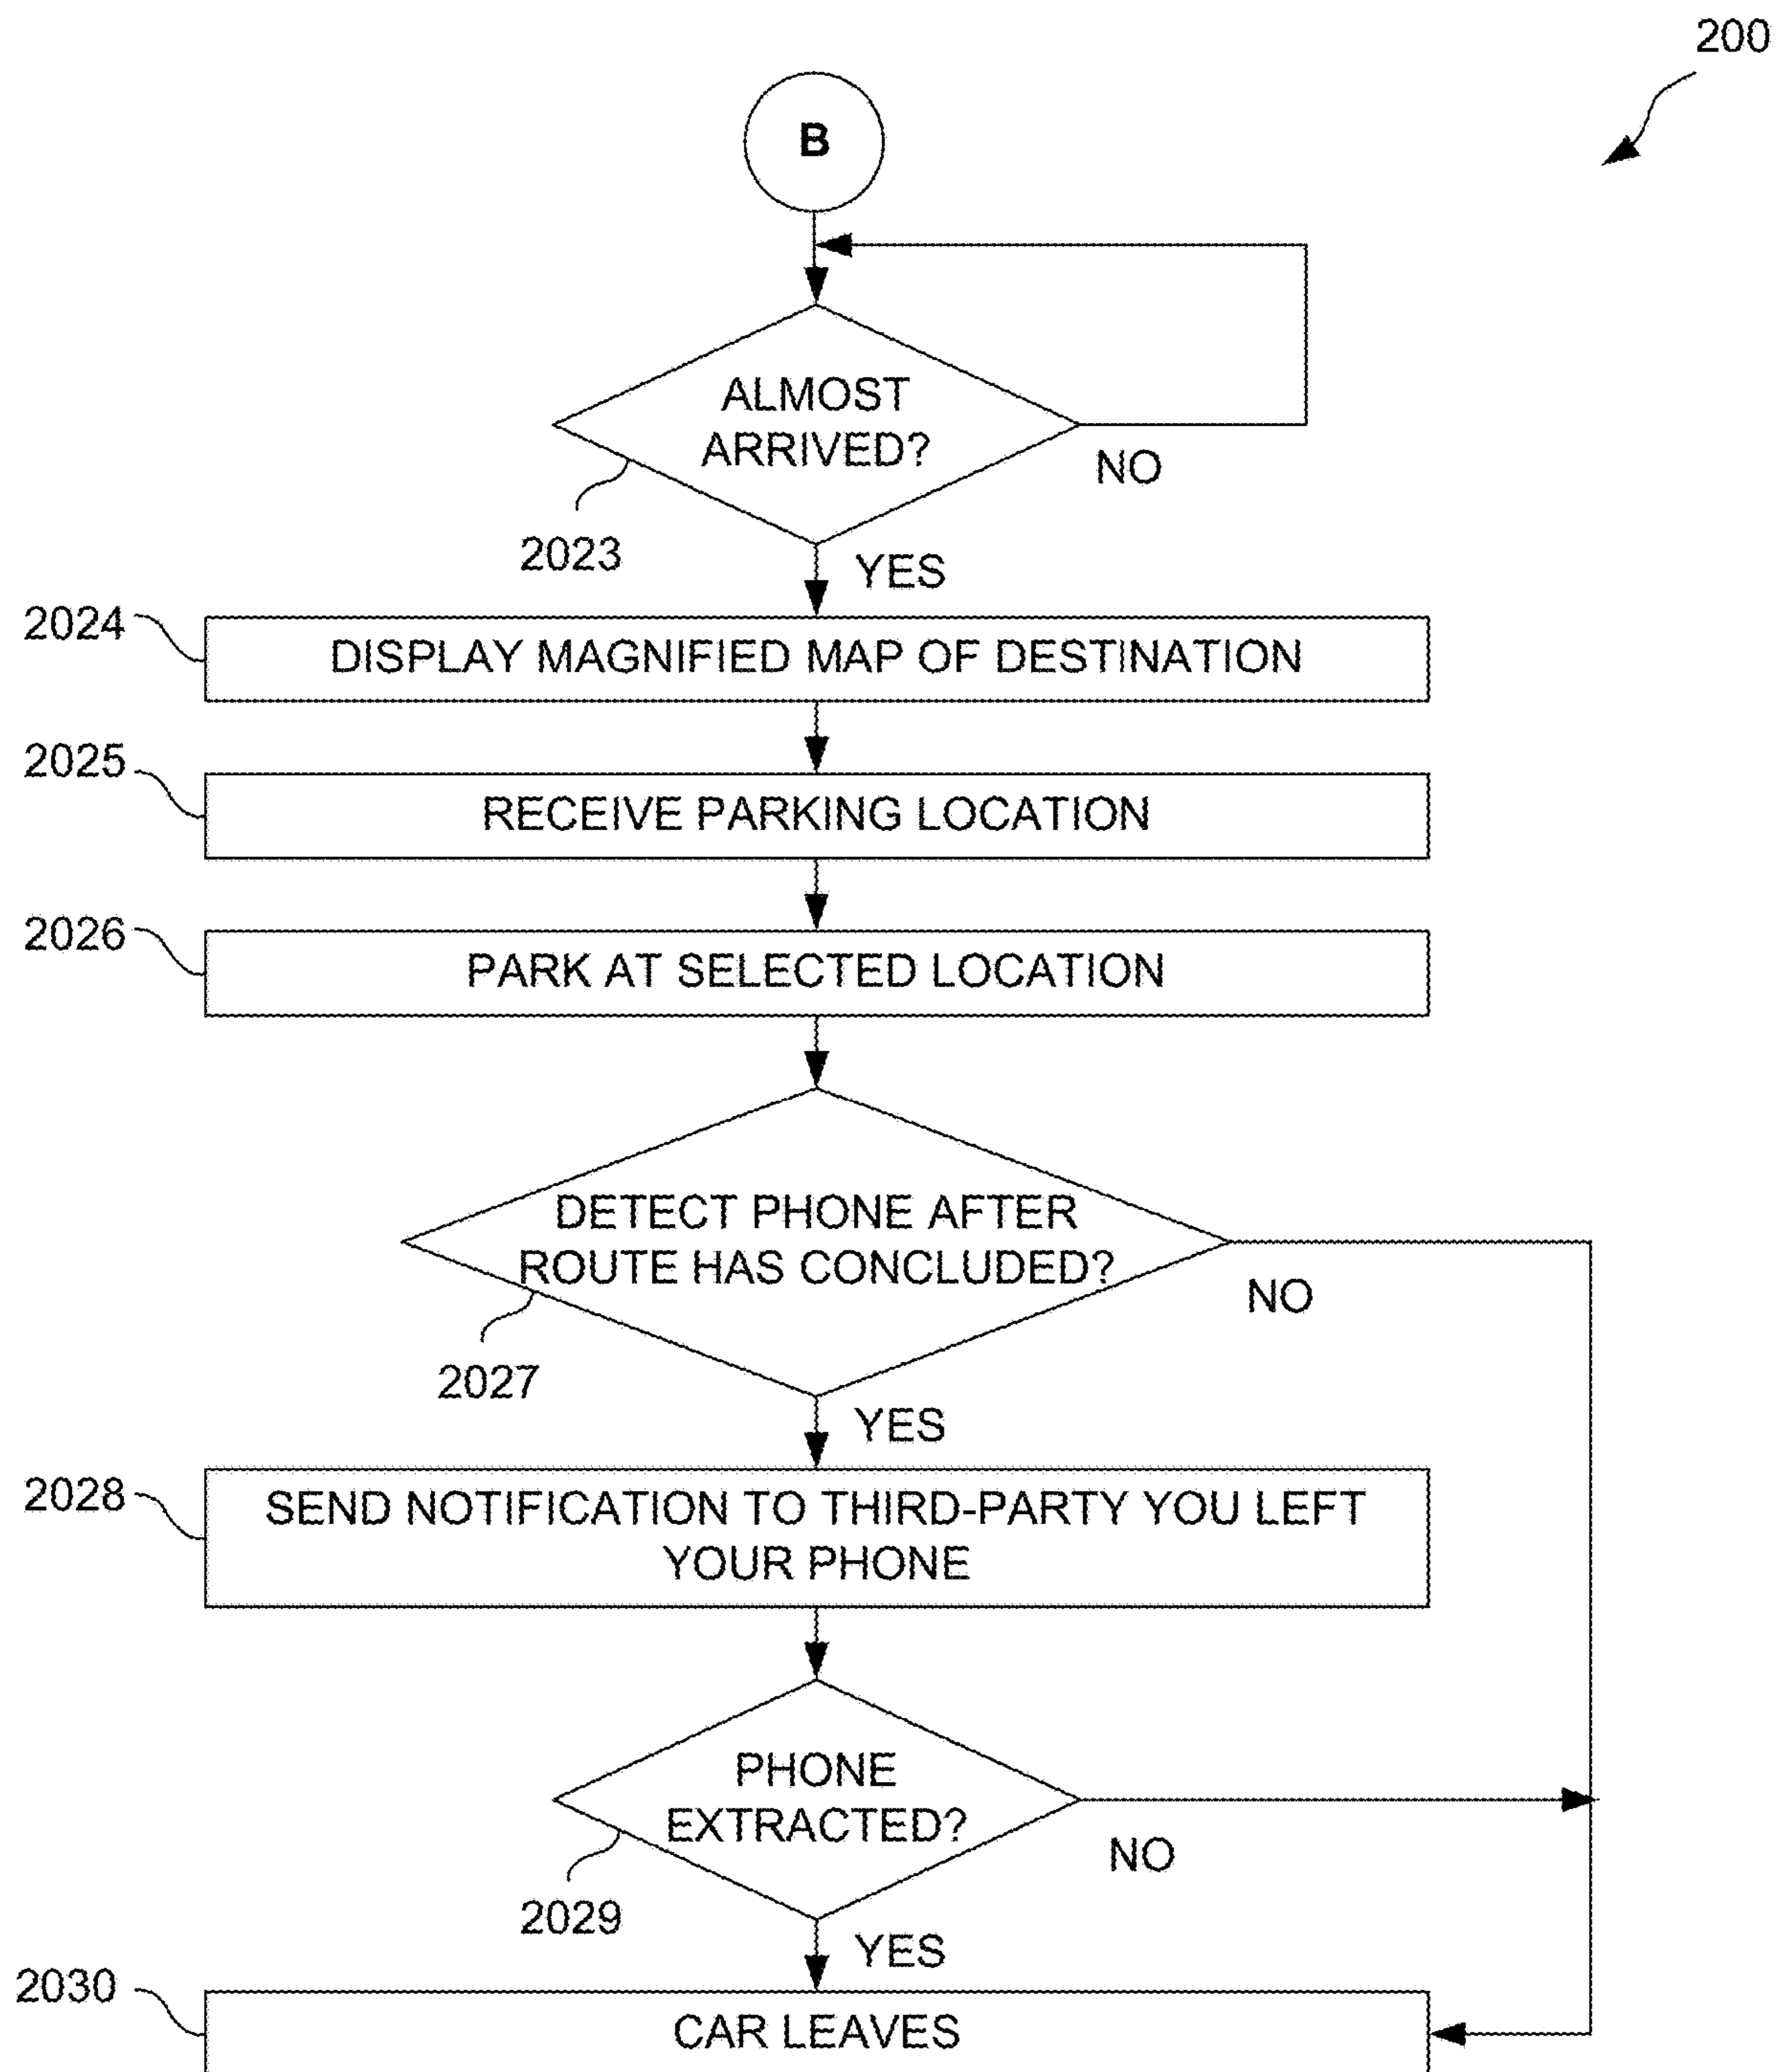 200
B
ALMOST
ARRIVED?
NO
2023
YES
2024
DISPLAY MAGNIFIED MAP OF DESTINATION
2025
RECEIVE PARKING LOCATION
2026
PARK AT SELECTED LOCATION
DETECT PHONE AFTER
ROUTE HAS CONCLUDED?
NO
2027
YES
2028
SEND NOTIFICATION TO THIRD-PARTY YOU LEFT
YOUR PHONE
PHONE
EXTRACTED?
NO
2029
YES
2030
CAR LEAVES